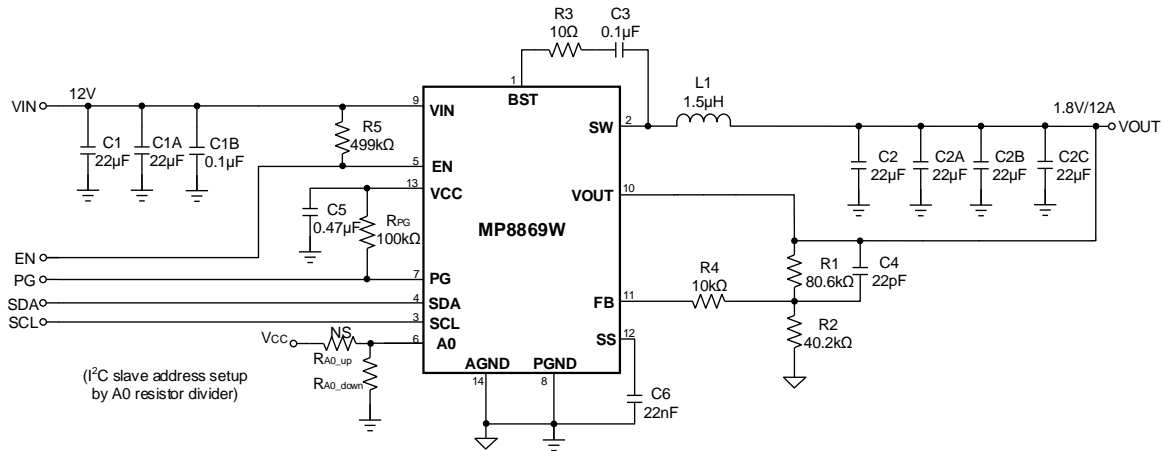 R3
10Ω
C3
0.1µF
1
BST
L1
1.5µH
VIN
12V
9
VIN
SW
2
1.8V/12A
VOUT
C1
22µF
C1A
22µF
C1B
0.1µF
R5
499kΩ
5
EN
C2
22µF
C2A
22µF
C2B
22µF
C2C
22µF
13
VCC
VOUT
10
C5
0.47µF
RPG
100kΩ
MP8869W
EN
PG
7
PG
R4
10kΩ
R1
80.6kΩ
C4
22pF
SDA
4
SDA
FB
11
SCL
3
SCL
R2
40.2kΩ
VCC
NS
6
A0
SS
12
RA0_up
RA0_down
AGND
PGND
14
8
C6
22nF
(I²C slave address setup
by A0 resistor divider)